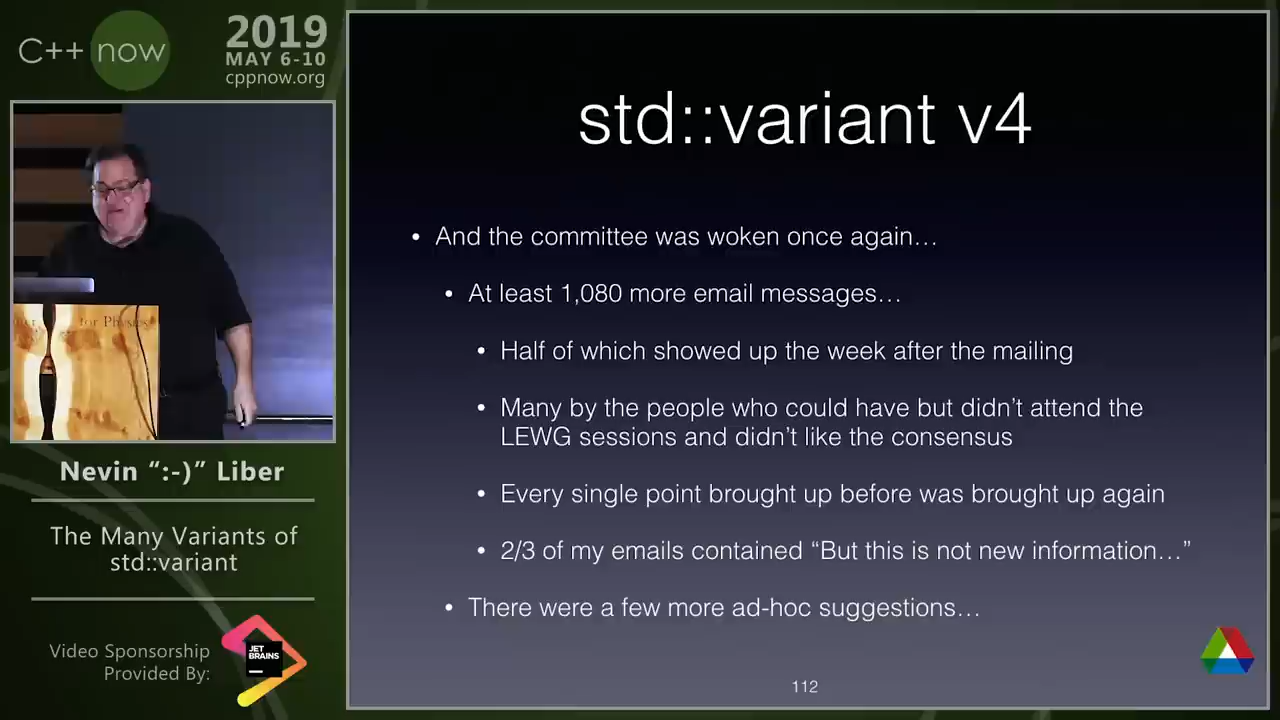 C++ now
2019
MAY 6-10
cppnow.org
for Physics
Nevin “:-)” Liber
The Many Variants of
std::variant
Video Sponsorship
Provided By:
JET
BRAINS
std::variant v4
• And the committee was woken once again…
• At least 1,080 more email messages…
• Half of which showed up the week after the mailing
• Many by the people who could have but didn’t attend the
LEWG sessions and didn’t like the consensus
• Every single point brought up before was brought up again
• 2/3 of my emails contained “But this is not new information…”
• There were a few more ad-hoc suggestions…
112